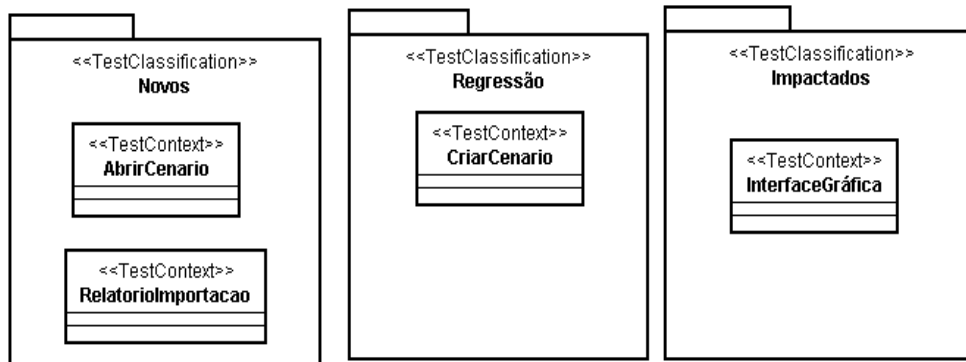 <<TestClassification>>
Novos
<<TestContext>>
AbrirCenario
<<TestContext>>
RelatorioImportacao
<<TestClassification>>
Regressão
<<TestContext>>
CriarCenario
<<TestClassification>>
Impactados
<<TestContext>>
InterfaceGráfica